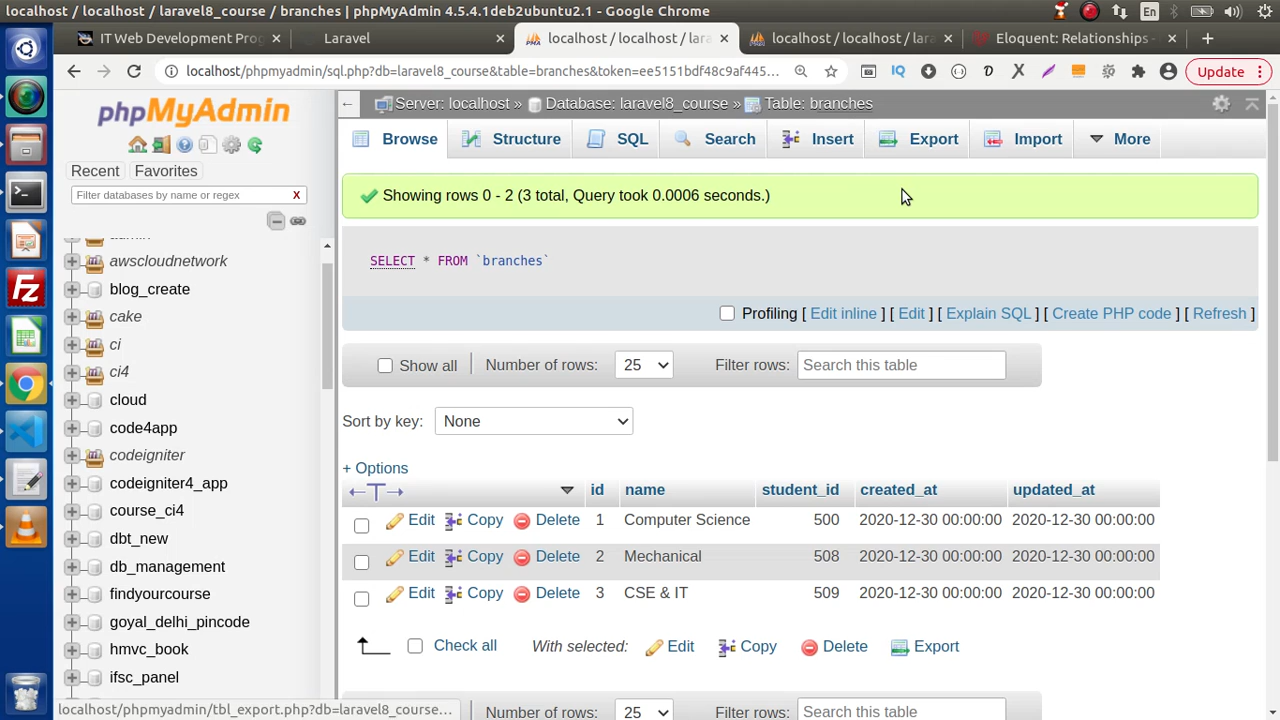 localhost / localhost / laravel8_course / branches | phpMyAdmin 4.5.4.1deb2ubuntu2.1 - Google Chrome
En
IT Web Development Pro
Laravel
localhost / localhost / lara
localhost / localhost / lara
Eloquent: Relationships -
localhost/phpmyadmin/sql.php?db=laravel8_course&table=branches&token=ee5151bdf48c9af445...
Update
phpMyAdmin
Recent
Favorites
Filter databases by name or regex
X
awscloudnetwork
blog_create
cake
ci
ci4
cloud
code4app
codeigniter
codeigniter4_app
course_ci4
dbt_new
db_management
findyourcourse
goyal_delhi_pincode
hmvc_book
ifsc_panel
localhost/phpmyadmin/tbl_export.php?db=laravel8_course...
Server: localhost » Database: laravel8_course » Table: branches
Browse Structure SQL Search Insert Export Import More
Showing rows 0 - 2 (3 total, Query took 0.0006 seconds.)
SELECT * FROM `branches`
Profiling [ Edit inline ] [ Edit ] [ Explain SQL ] [ Create PHP code ] [ Refresh ]
Show all Number of rows: 25 Filter rows: Search this table
Sort by key: None
+ Options
id name student_id created_at updated_at
Edit Copy Delete 1 Computer Science 500 2020-12-30 00:00:00 2020-12-30 00:00:00
Edit Copy Delete 2 Mechanical 508 2020-12-30 00:00:00 2020-12-30 00:00:00
Edit Copy Delete 3 CSE & IT 509 2020-12-30 00:00:00 2020-12-30 00:00:00
Check all With selected: Edit Copy Delete Export
Number of rows: 25 Filter rows: Search this table